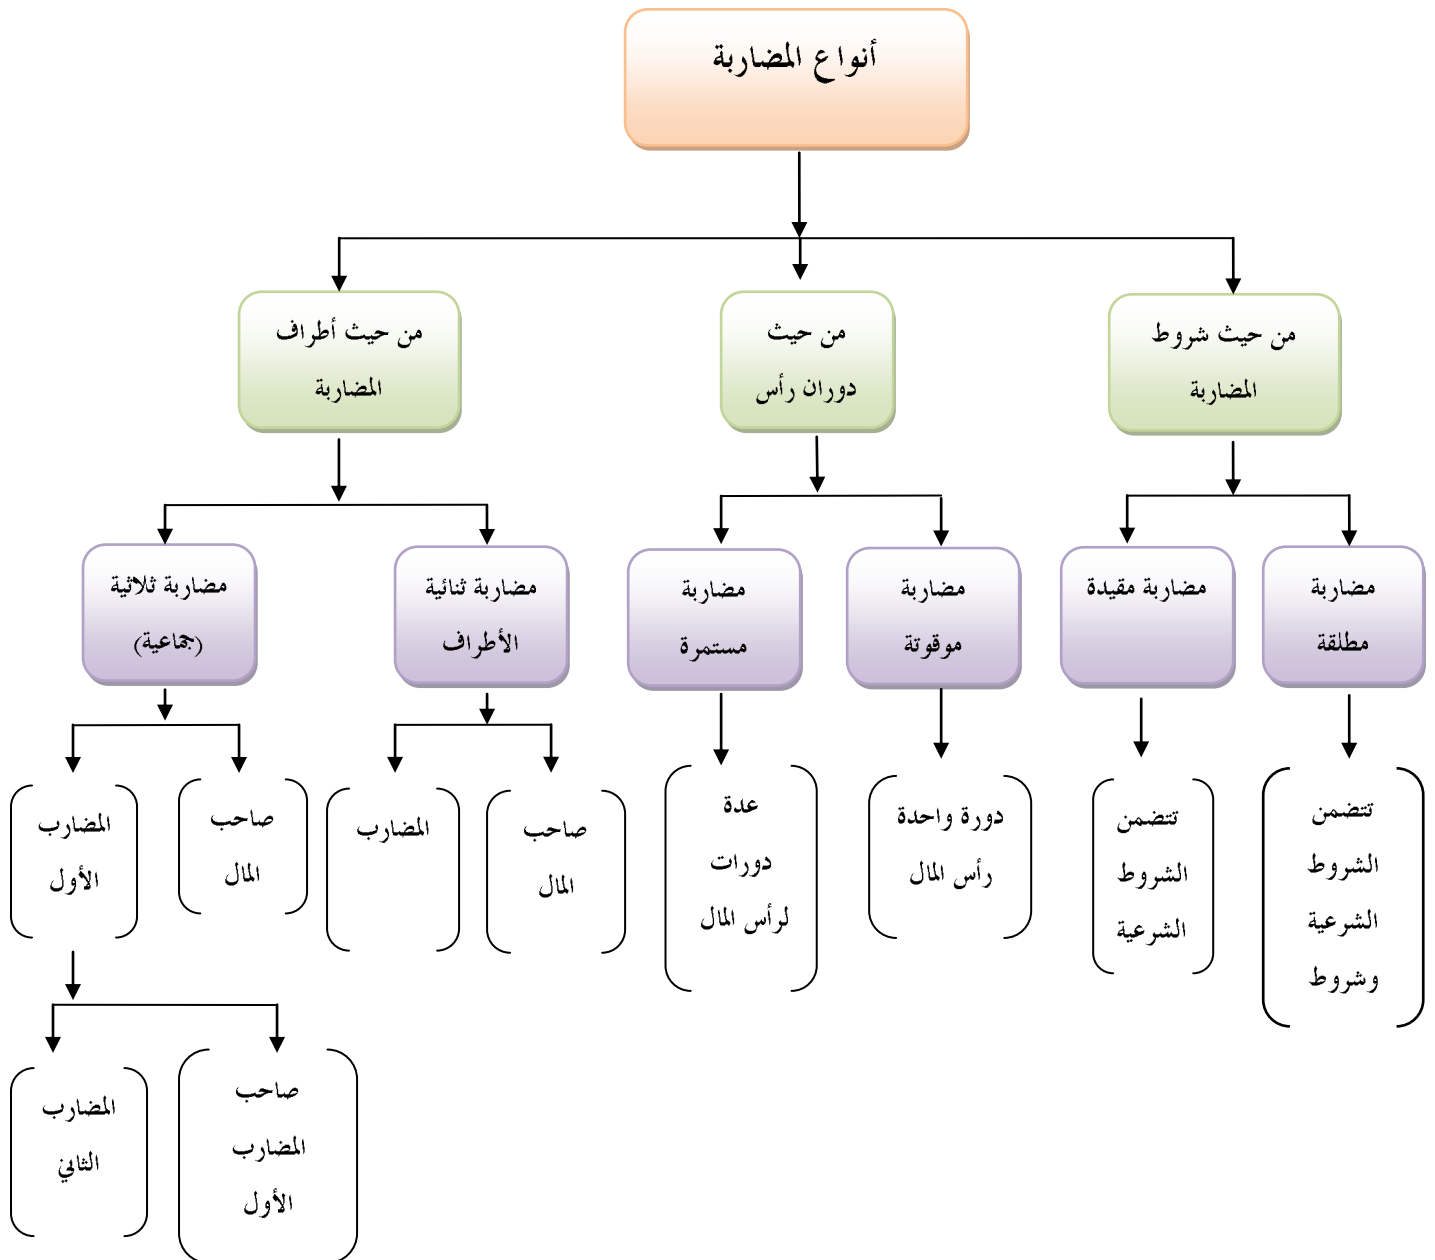 أنواع المضاربة
من حيث شروط
المضاربة
من حيث
دوران رأس
من حيث أطراف
المضاربة
مضاربة
مطلقة
مضاربة مقيدة
مضاربة
موقوتة
مضاربة
مستمرة
مضاربة ثنائية
الأطراف
مضاربة ثلاثية
(جماعية)
تتضمن
الشروط
الشرعية
وشروط
تتضمن
الشروط
الشرعية
دورة واحدة
رأس المال
عدة
دورات
لرأس المال
صاحب
المال
المضارب
صاحب
المال
المضارب
الأول
صاحب
المضارب
الأول
المضارب
الثاني